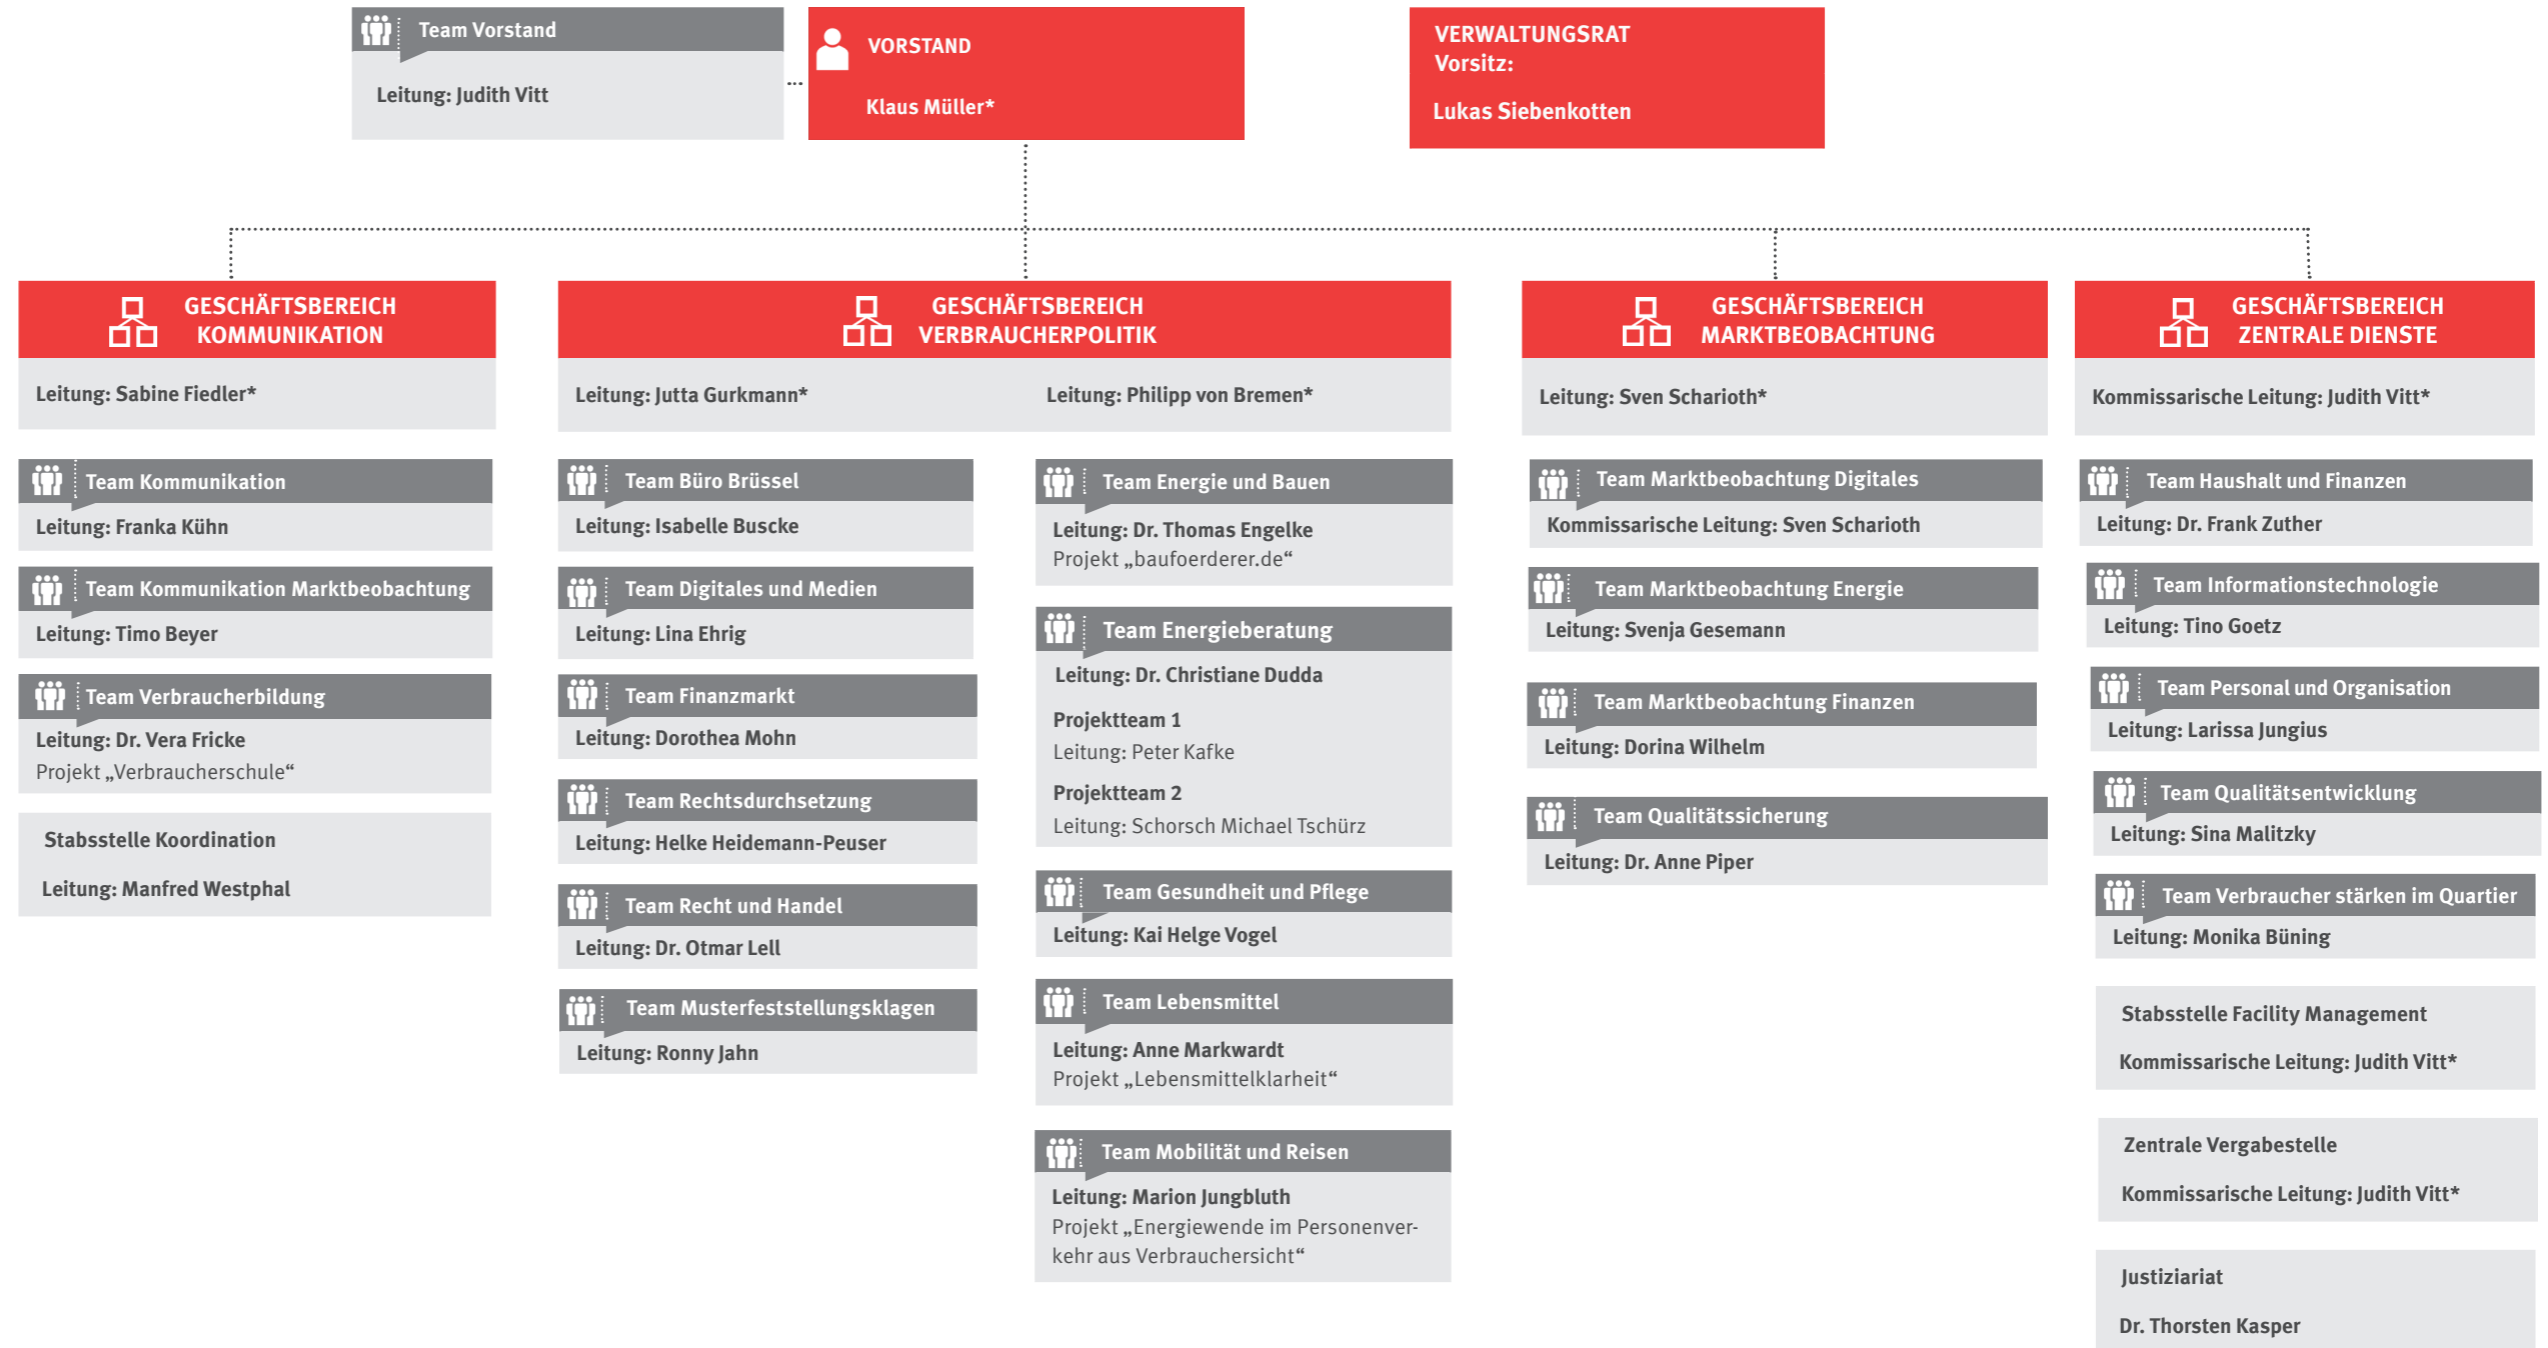 Team Vorstand
Leitung: Judith Vitt
VORSTAND
Klaus Müller*
VERWALTUNGSRAT
Vorsitz:
Lukas Siebenkotten
GESCHÄFTSBEREICH
KOMMUNIKATION
Leitung: Sabine Fiedler*
Team Kommunikation
Leitung: Franka Kühn
Team Kommunikation Marktbeobachtung
Leitung: Timo Beyer
Team Verbraucherbildung
Leitung: Dr. Vera Fricke
Projekt „Verbraucherschule“
Stabsstelle Koordination
Leitung: Manfred Westphal
GESCHÄFTSBEREICH
VERBRAUCHERPOLITIK
Leitung: Jutta Gurkmann*
Leitung: Philipp von Bremen*
Team Büro Brüssel
Leitung: Isabelle Buscke
Team Digitales und Medien
Leitung: Lina Ehrig
Team Finanzmarkt
Leitung: Dorothea Mohn
Team Rechtsdurchsetzung
Leitung: Helke Heidemann-Peuser
Team Recht und Handel
Leitung: Dr. Otmar Lell
Team Musterfeststellungsklagen
Leitung: Ronny Jahn
Team Energie und Bauen
Leitung: Dr. Thomas Engelke
Projekt „baufoerderer.de“
Team Energieberatung
Leitung: Dr. Christiane Dudda
Projektteam 1
Leitung: Peter Kafke
Projektteam 2
Leitung: Schorsch Michael Tschürz
Team Gesundheit und Pflege
Leitung: Kai Helge Vogel
Team Lebensmittel
Leitung: Anne Markwardt
Projekt „Lebensmittelklarheit“
Team Mobilität und Reisen
Leitung: Marion Jungbluth
Projekt „Energiewende im Personenver-
kehr aus Verbrauchersicht“
GESCHÄFTSBEREICH
MARKTBEOBACHTUNG
Leitung: Sven Scharioth*
Team Marktbeobachtung Digitales
Kommissarische Leitung: Sven Scharioth
Team Marktbeobachtung Energie
Leitung: Svenja Gesemann
Team Marktbeobachtung Finanzen
Leitung: Dorina Wilhelm
Team Qualitätssicherung
Leitung: Dr. Anne Piper
GESCHÄFTSBEREICH
ZENTRALE DIENSTE
Kommissarische Leitung: Judith Vitt*
Team Haushalt und Finanzen
Leitung: Dr. Frank Zuther
Team Informationstechnologie
Leitung: Tino Goetz
Team Personal und Organisation
Leitung: Larissa Jungius
Team Qualitätsentwicklung
Leitung: Sina Malitzky
Team Verbraucher stärken im Quartier
Leitung: Monika Büning
Stabsstelle Facility Management
Kommissarische Leitung: Judith Vitt*
Zentrale Vergabestelle
Kommissarische Leitung: Judith Vitt*
Justiziariat
Dr. Thorsten Kasper